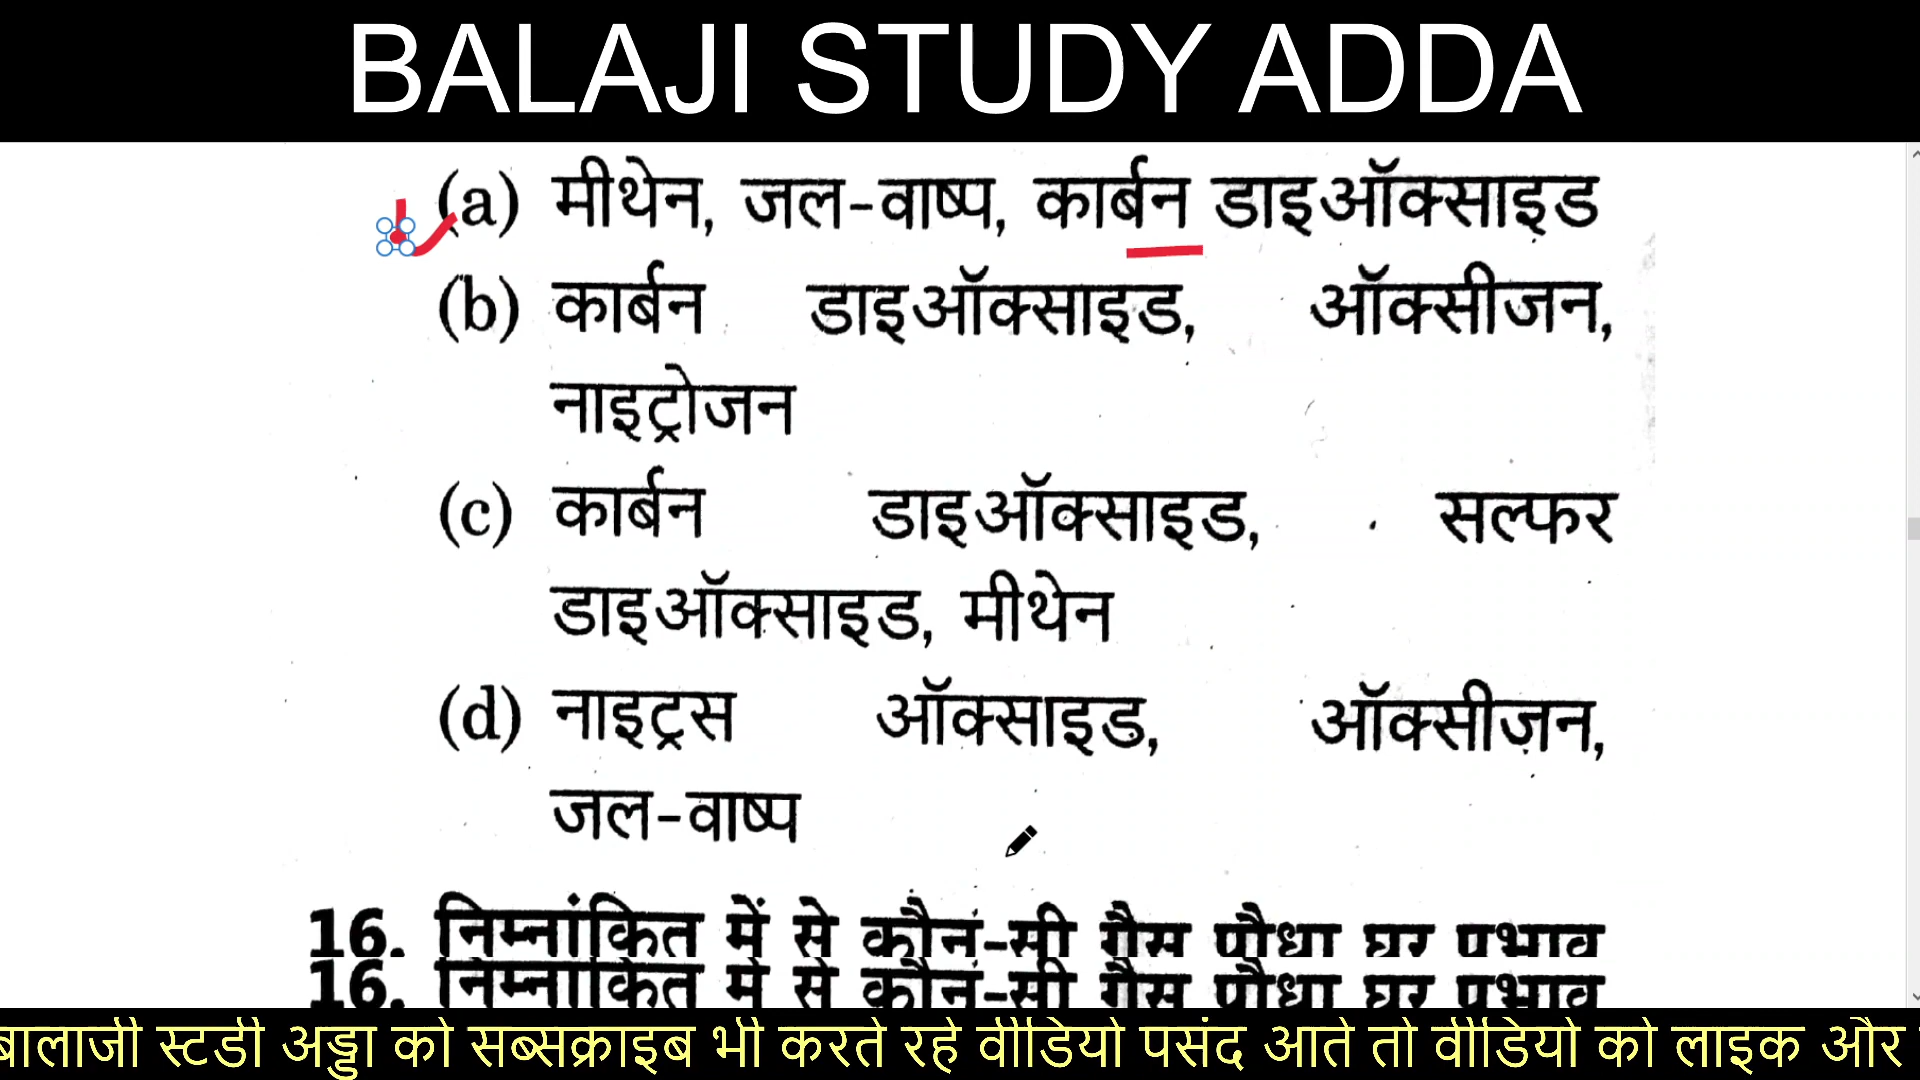 BALAJI STUDY ADDA
(a) मीथेन, जल-वाष्प, कार्बन डाइऑक्साइड
(b) कार्बन डाइऑक्साइड, ऑक्सीजन,
नाइट्रोजन
(c) कार्बन डाइऑक्साइड, सल्फर
डाइऑक्साइड, मीथेन
(d) नाइट्रस ऑक्साइड, ऑक्सीज़न,
जल-वाष्प
16. निम्नांकित में से कौन-सी गैस पौधा घर प्रभाव
16. निम्नांकित में से कौन-सी गैस पौधा घर प्रभाव
बालाजी स्टडी अड्डा को सब्सक्राइब भी करते रहे वीडियो पसंद आते तो वीडियो को लाइक और